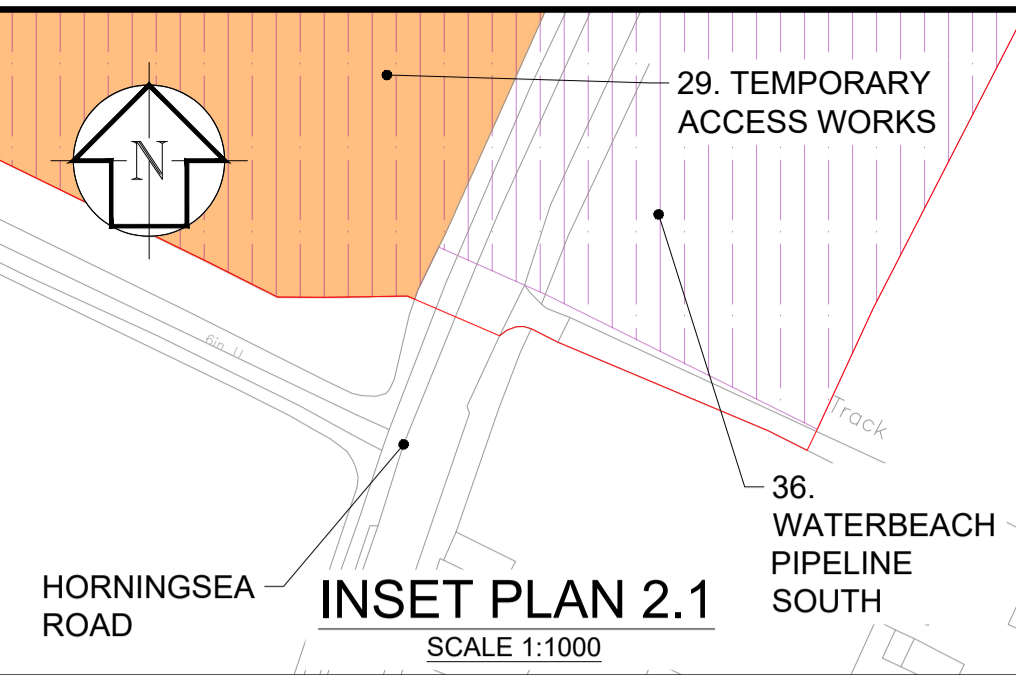 29. TEMPORARY
ACCESS WORKS
N
Track
36.
WATERBEACH
PIPELINE
SOUTH
HORNINGSEA
ROAD
INSET PLAN 2.1
SCALE 1:1000